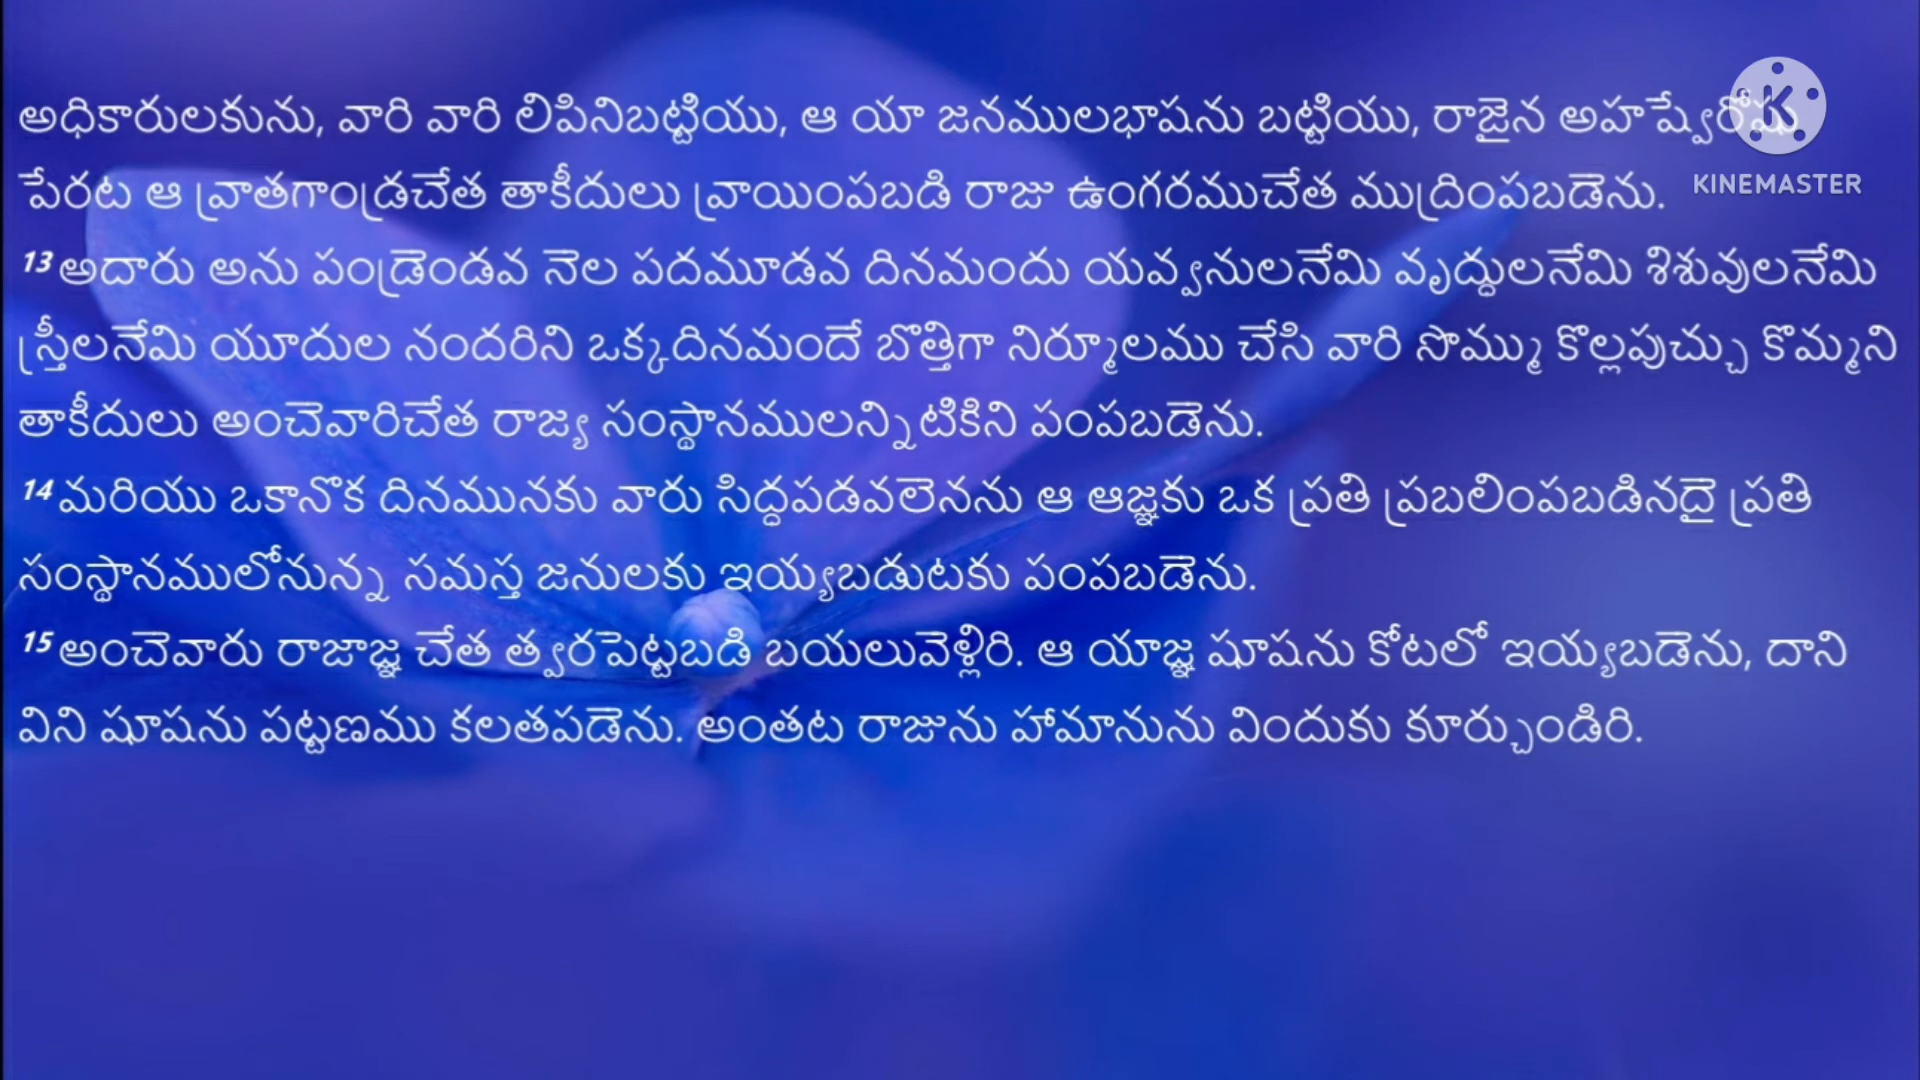 అధికారులకును, వారి వారి లిపినిబట్టియు, ఆ యా జనములభాషను బట్టియు, రాజైన అహష్వేరోషు
KINEMASTER
పేరట ఆ వ్రాతగాండ్రచేత తాకీదులు వ్రాయింపబడి రాజు ఉంగరముచేత ముద్రింపబడెను.
13 అదారు అను పండ్రెండవ నెల పదమూడవ దినమందు యవ్వనులనేమి వృద్ధులనేమి శిశువులనేమి
స్త్రీలనేమి యూదుల నందరిని ఒక్కదినమందే బొత్తిగా నిర్మూలము చేసి వారి సొమ్ము కొల్లపుచ్చు కొమ్మని
తాకీదులు అంచెవారిచేత రాజ్య సంస్థానములన్నిటికిని పంపబడెను.
14 మరియు ఒకానొక దినమునకు వారు సిద్ధపడవలెనను ఆ ఆజ్ఞకు ఒక ప్రతి ప్రబలింపబడినదై ప్రతి
సంస్థానములోనున్న సమస్త జనులకు ఇయ్యబడుటకు పంపబడెను.
15 అంచెవారు రాజాజ్ఞ చేత త్వరపెట్టబడి బయలువెళ్లిరి. ఆ యాజ్ఞ షూషను కోటలో ఇయ్యబడెను, దాని
విని షూషను పట్టణము కలతపడెను. అంతట రాజును హామానును విందుకు కూర్చుండిరి.